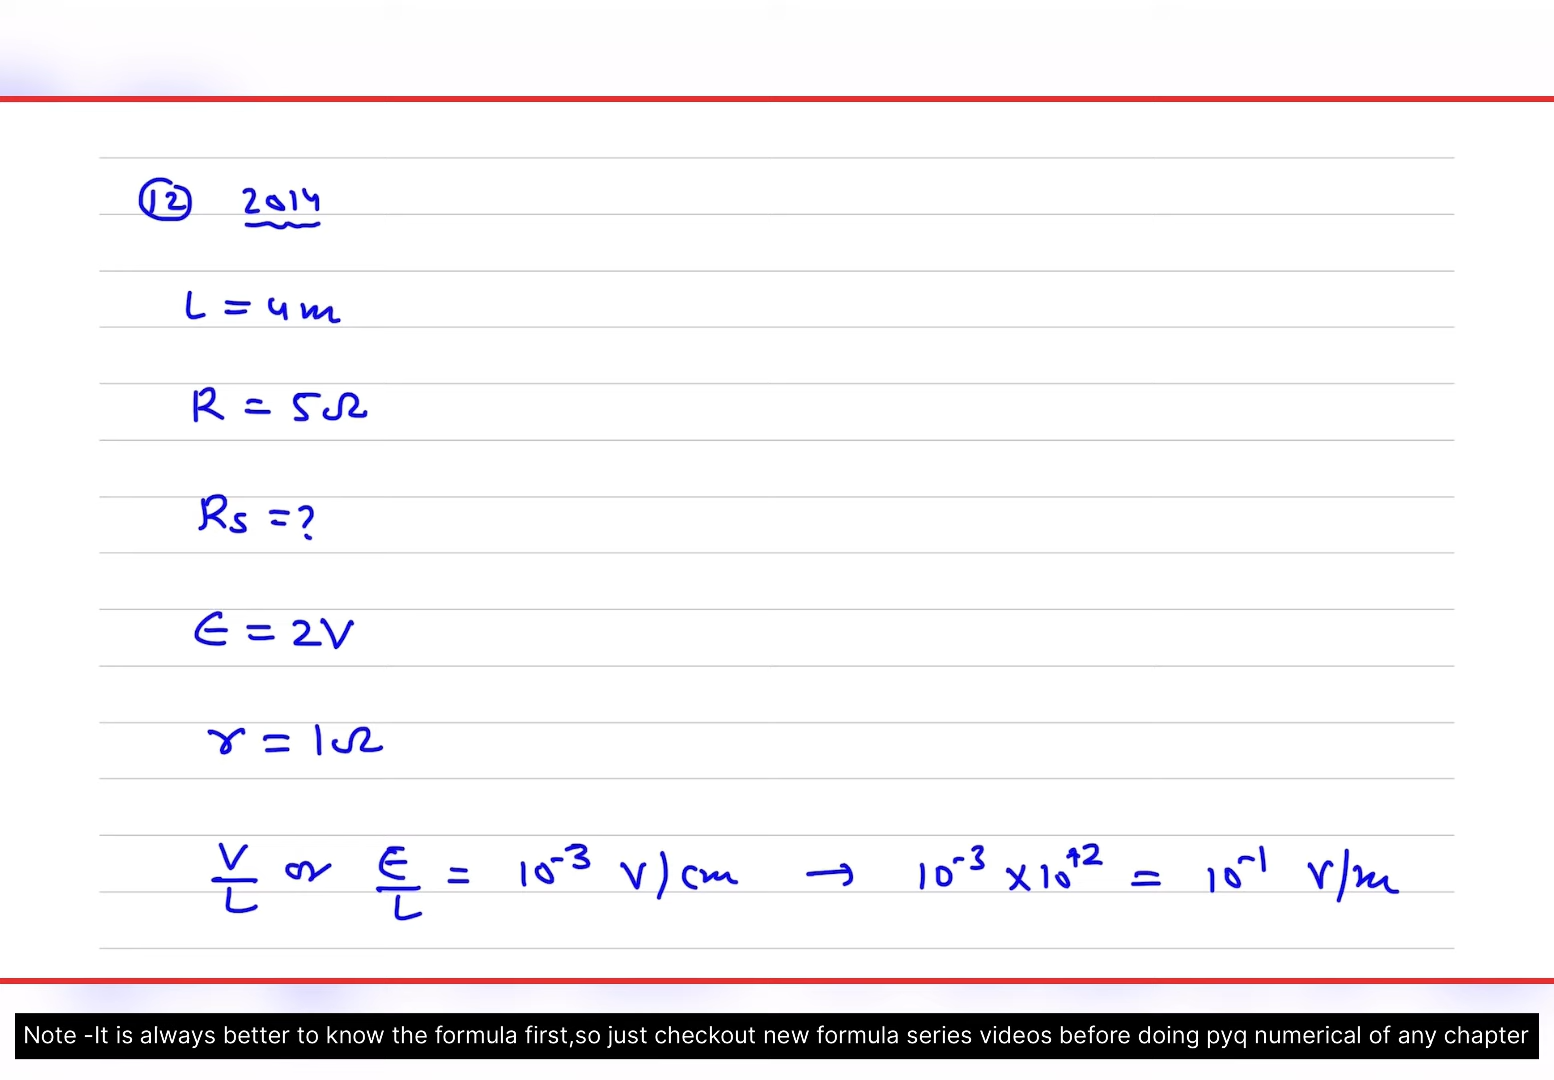 12 2014
L = 4m
R = 5Ω
Rs = ?
E = 2V
r = 1Ω
V/L or E/L = 10⁻³ V/cm → 10⁻³ × 10⁺² = 10⁻¹ V/m
Note -It is always better to know the formula first,so just checkout new formula series videos before doing pyq numerical of any chapter